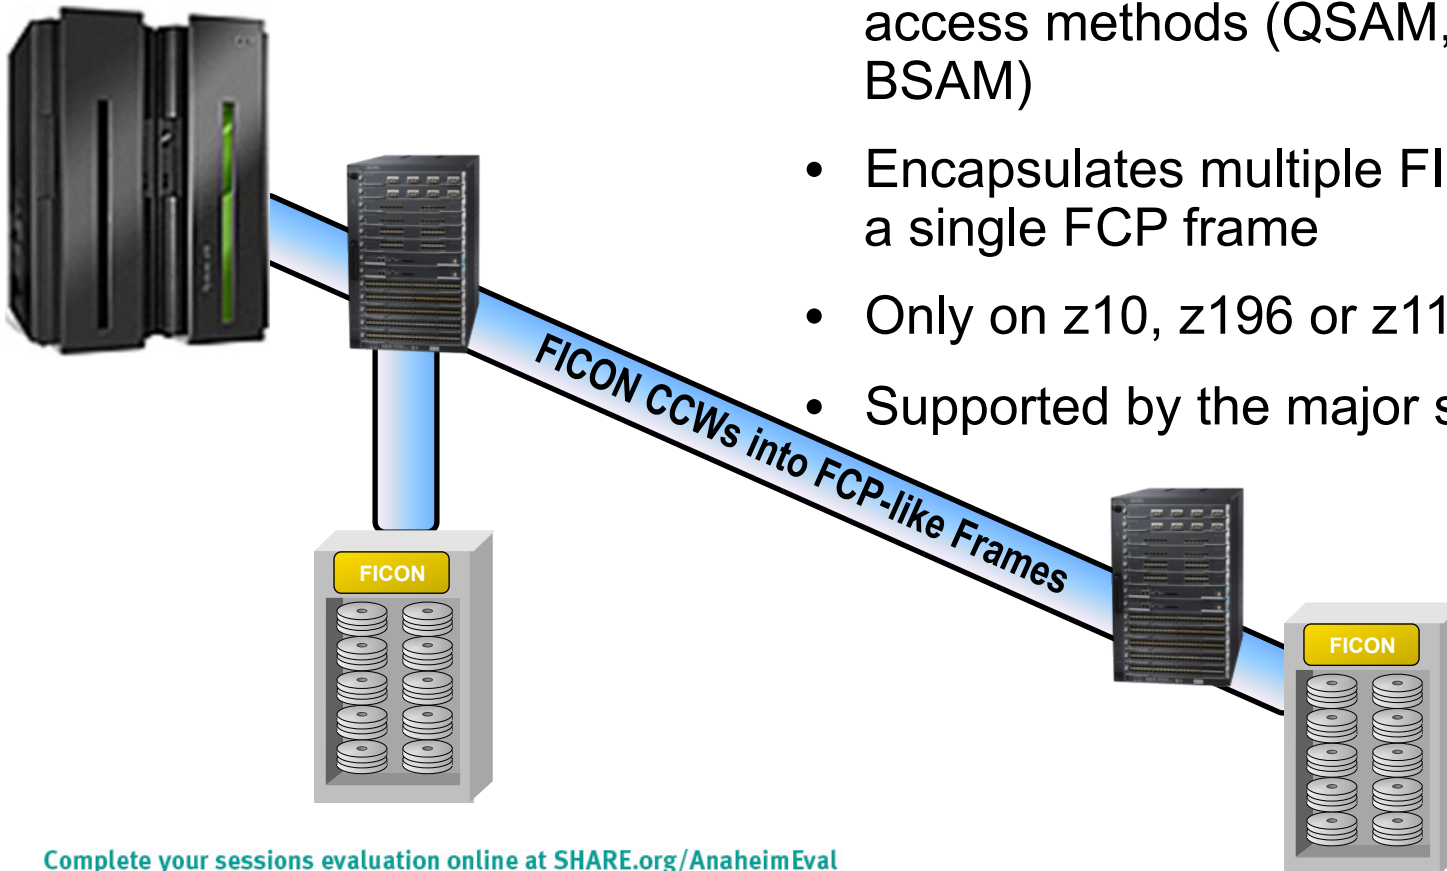 access methods (QSAM,
BSAM)
• Encapsulates multiple FI
a single FCP frame
• Only on z10, z196 or z11
• Supported by the major s
FICON CCWs into FCP-like Frames
FICON
FICON
Complete your sessions evaluation online at SHARE.org/AnaheimEval